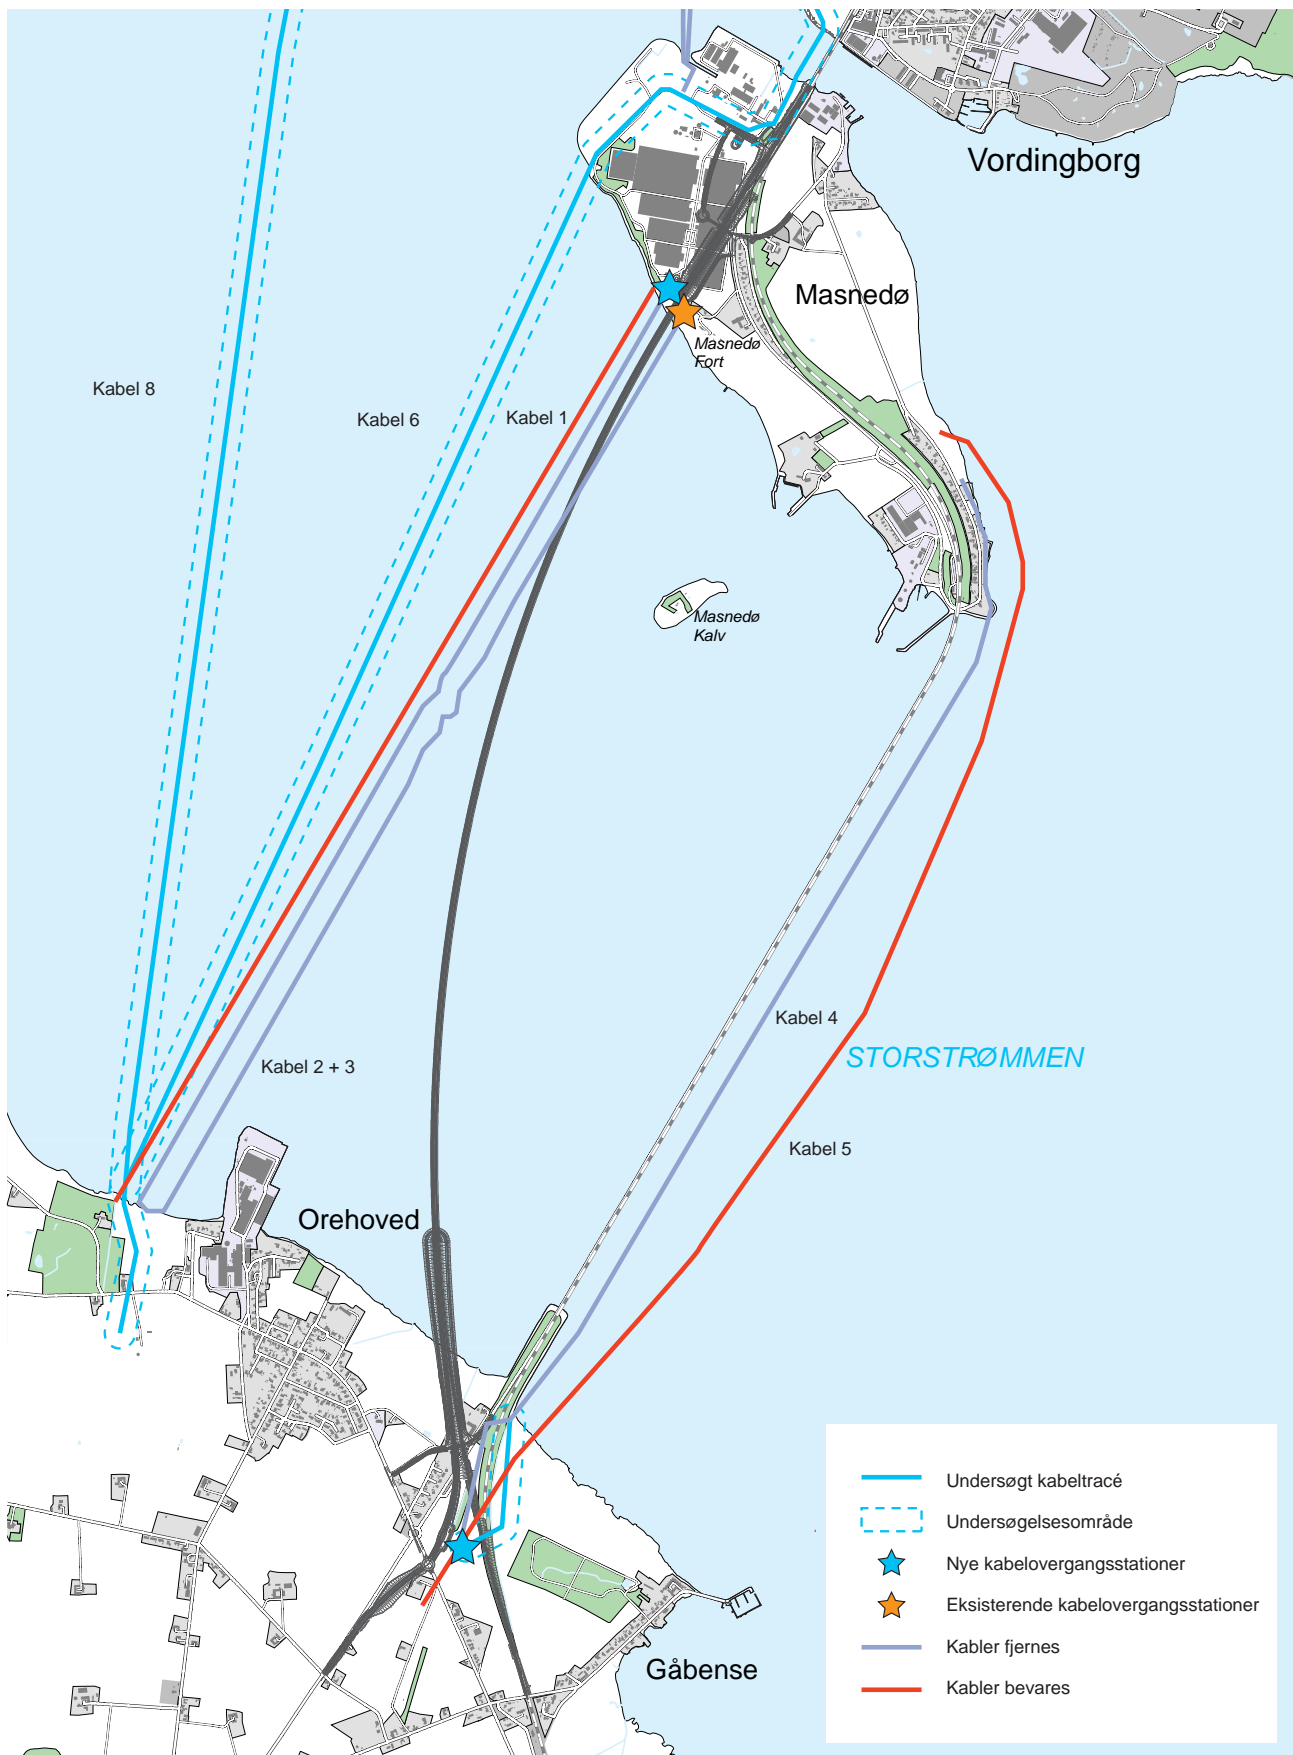 Vordingborg
Masnedø
Masnedø
Fort
Kabel 8
Kabel 6
Kabel 1
Masnedø
Kalv
Kabel 4
STORSTRØMMEN
Kabel 2 + 3
Kabel 5
Orehoved
Undersøgt kabeltracé
Undersøgelsesområde
Nye kabelovergangsstationer
Eksisterende kabelovergangsstationer
Kabler fjernes
Gåbense
Kabler bevares